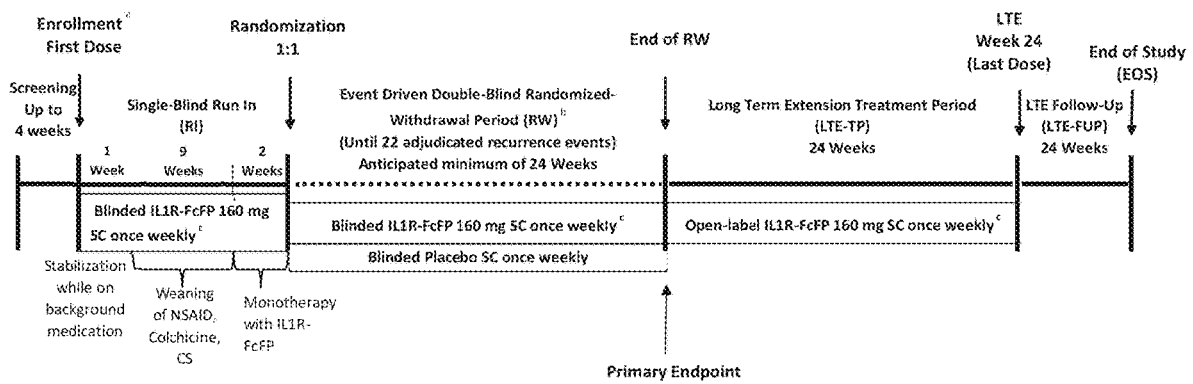 Enrollment a
First Dose
Randomization
1:1
End of RW
LTE
Week 24
(Last Dose)
End of Study
(EOS)
Screening
Up to
4 weeks
Single-Blind Run In
(RI)
Event Driven Double-Blind Randomized-
Withdrawal Period (RW) b
(Until 22 adjudicated recurrence events)
Anticipated minimum of 24 Weeks
Long Term Extension Treatment Period
(LTE-TP)
24 Weeks
LTE Follow-Up
(LTE-FUP)
24 Weeks
1
Week
9
Weeks
2
Weeks
Blinded IL1R-FcFP 160 mg
SC once weekly c
Blinded IL1R-FcFP 160 mg SC once weekly c
Open-label IL1R-FcFP 160 mg SC once weekly c
Blinded Placebo SC once weekly
Stabilization
while on
background
medication
Weaning
of NSAID,
Colchicine,
CS
Monotherapy
with IL1R-
FcFP
Primary Endpoint